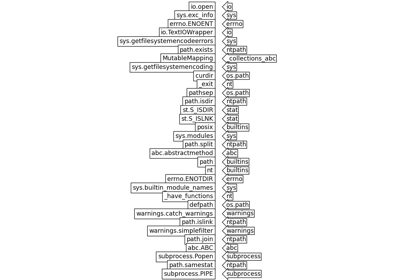 io.open io
sys.exc_info sys
errno.ENOENT errno
io.TextIOWrapper io
sys.getfilesystemencodeerrors sys
path.exists ntpath
MutableMapping _collections_abc
sys.getfilesystemencoding sys
curdir os.path
_exit nt
pathsep os.path
path.isdir ntpath
st.S_ISDIR stat
st.S_ISLNK stat
posix builtins
sys.modules sys
path.split ntpath
abc.abstractmethod abc
path builtins
nt builtins
errno.ENOTDIR errno
sys.builtin_module_names sys
_have_functions nt
defpath os.path
warnings.catch_warnings warnings
path.islink ntpath
warnings.simplefilter warnings
path.join ntpath
abc.ABC abc
subprocess.Popen subprocess
path.samestat ntpath
subprocess.PIPE subprocess